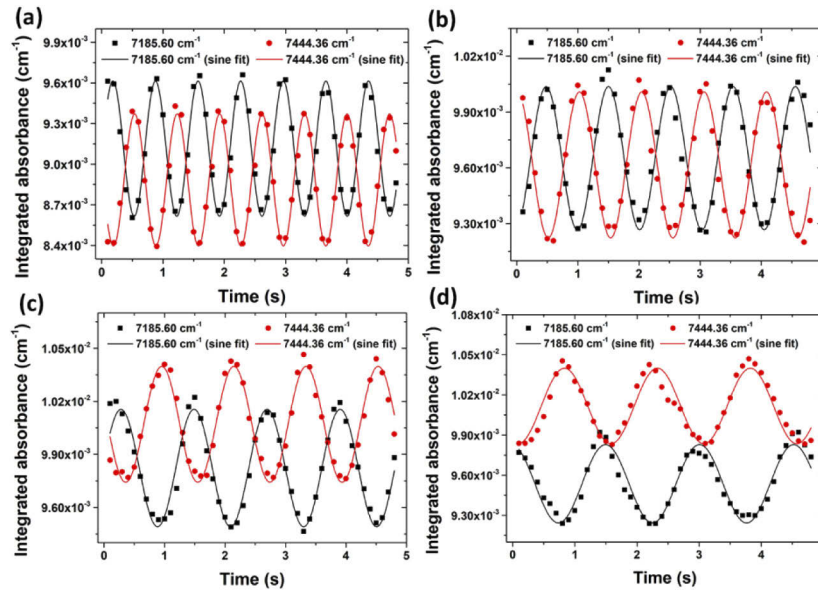 (a)
■ 7185.60 cm⁻¹ ● 7444.36 cm⁻¹
— 7185.60 cm⁻¹ (sine fit) — 7444.36 cm⁻¹ (sine fit)
Integrated absorbance (cm⁻¹)
9.9x10⁻³
9.6x10⁻³
9.3x10⁻³
9.0x10⁻³
8.7x10⁻³
8.4x10⁻³
0 1 2 3 4 5
Time (s)
(b)
■ 7185.60 cm⁻¹ ● 7444.36 cm⁻¹
— 7185.60 cm⁻¹ (sine fit) — 7444.36 cm⁻¹ (sine fit)
Integrated absorbance (cm⁻¹)
1.02x10⁻²
9.90x10⁻³
9.60x10⁻³
9.30x10⁻³
0 1 2 3 4
Time (s)
(c)
■ 7185.60 cm⁻¹ ● 7444.36 cm⁻¹
— 7185.60 cm⁻¹ (sine fit) — 7444.36 cm⁻¹ (sine fit)
Integrated absorbance (cm⁻¹)
1.05x10⁻²
1.02x10⁻²
9.90x10⁻³
9.60x10⁻³
0 1 2 3 4 5
Time (s)
(d)
■ 7185.60 cm⁻¹ ● 7444.36 cm⁻¹
— 7185.60 cm⁻¹ (sine fit) — 7444.36 cm⁻¹ (sine fit)
Integrated absorbance (cm⁻¹)
1.08x10⁻²
1.05x10⁻²
1.02x10⁻²
9.90x10⁻³
9.60x10⁻³
9.30x10⁻³
0 1 2 3 4
Time (s)